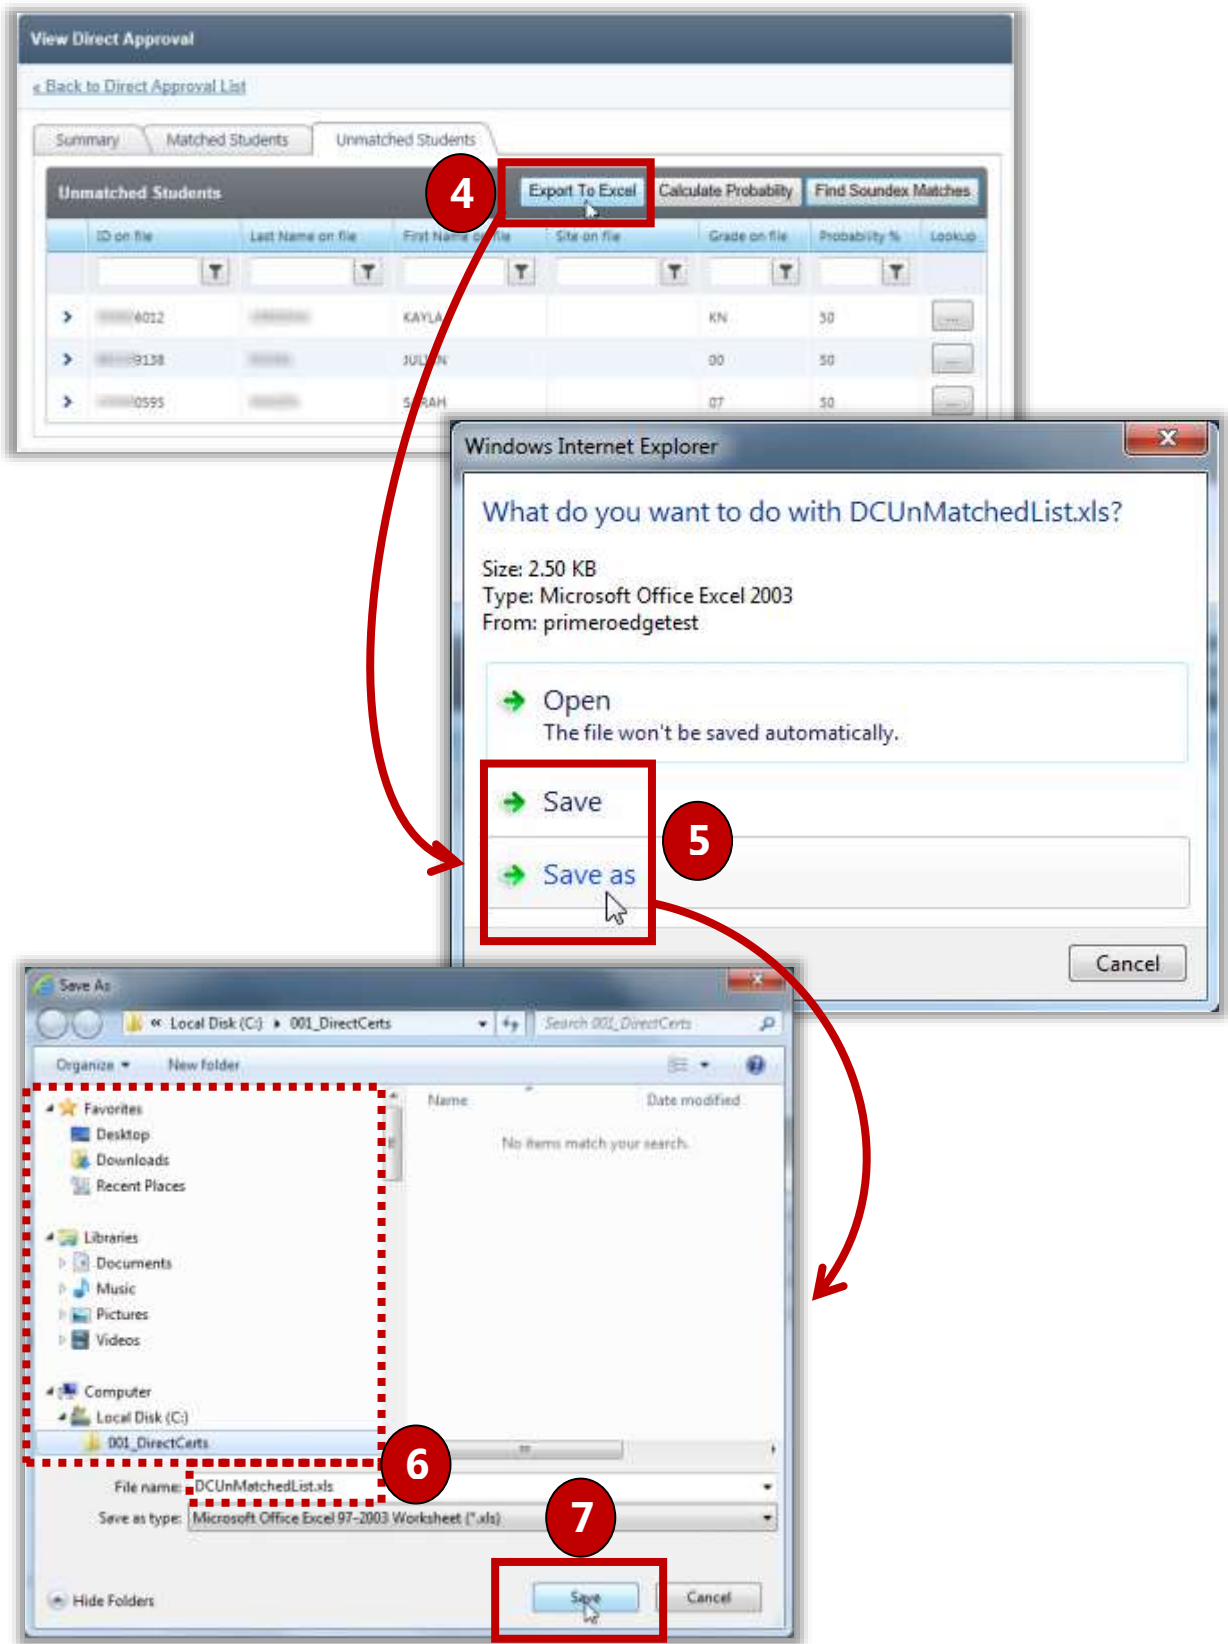 View Direct Approval
« Back to Direct Approval List
Summary Matched Students Unmatched Students
Unmatched Students 4 Export To Excel Calculate Probability Find Soundex Matches
ID on file Last Name on file First Name on file Site on file Grade on file Probability % Lookup
6012 KAYLA KN 50 ...
9138 JULIAN 00 50 ...
0595 SARAH 07 50 ...
Windows Internet Explorer
What do you want to do with DCUnMatchedList.xls?
Size: 2.50 KB
Type: Microsoft Office Excel 2003
From: primeroedgetest
Open
The file won't be saved automatically.
Save
5
Save as
Cancel
Save As
« Local Disk (C:) 001_DirectCerts Search 001_DirectCerts
Organize New folder
Name Date modified
Favorites
Desktop
No items match your search.
Downloads
Recent Places
Libraries
Documents
Music
Pictures
Videos
Computer
Local Disk (C:)
001_DirectCerts
6
File name: DCUnMatchedList.xls
Save as type: Microsoft Office Excel 97-2003 Worksheet (*.xls)
7
Hide Folders Save Cancel